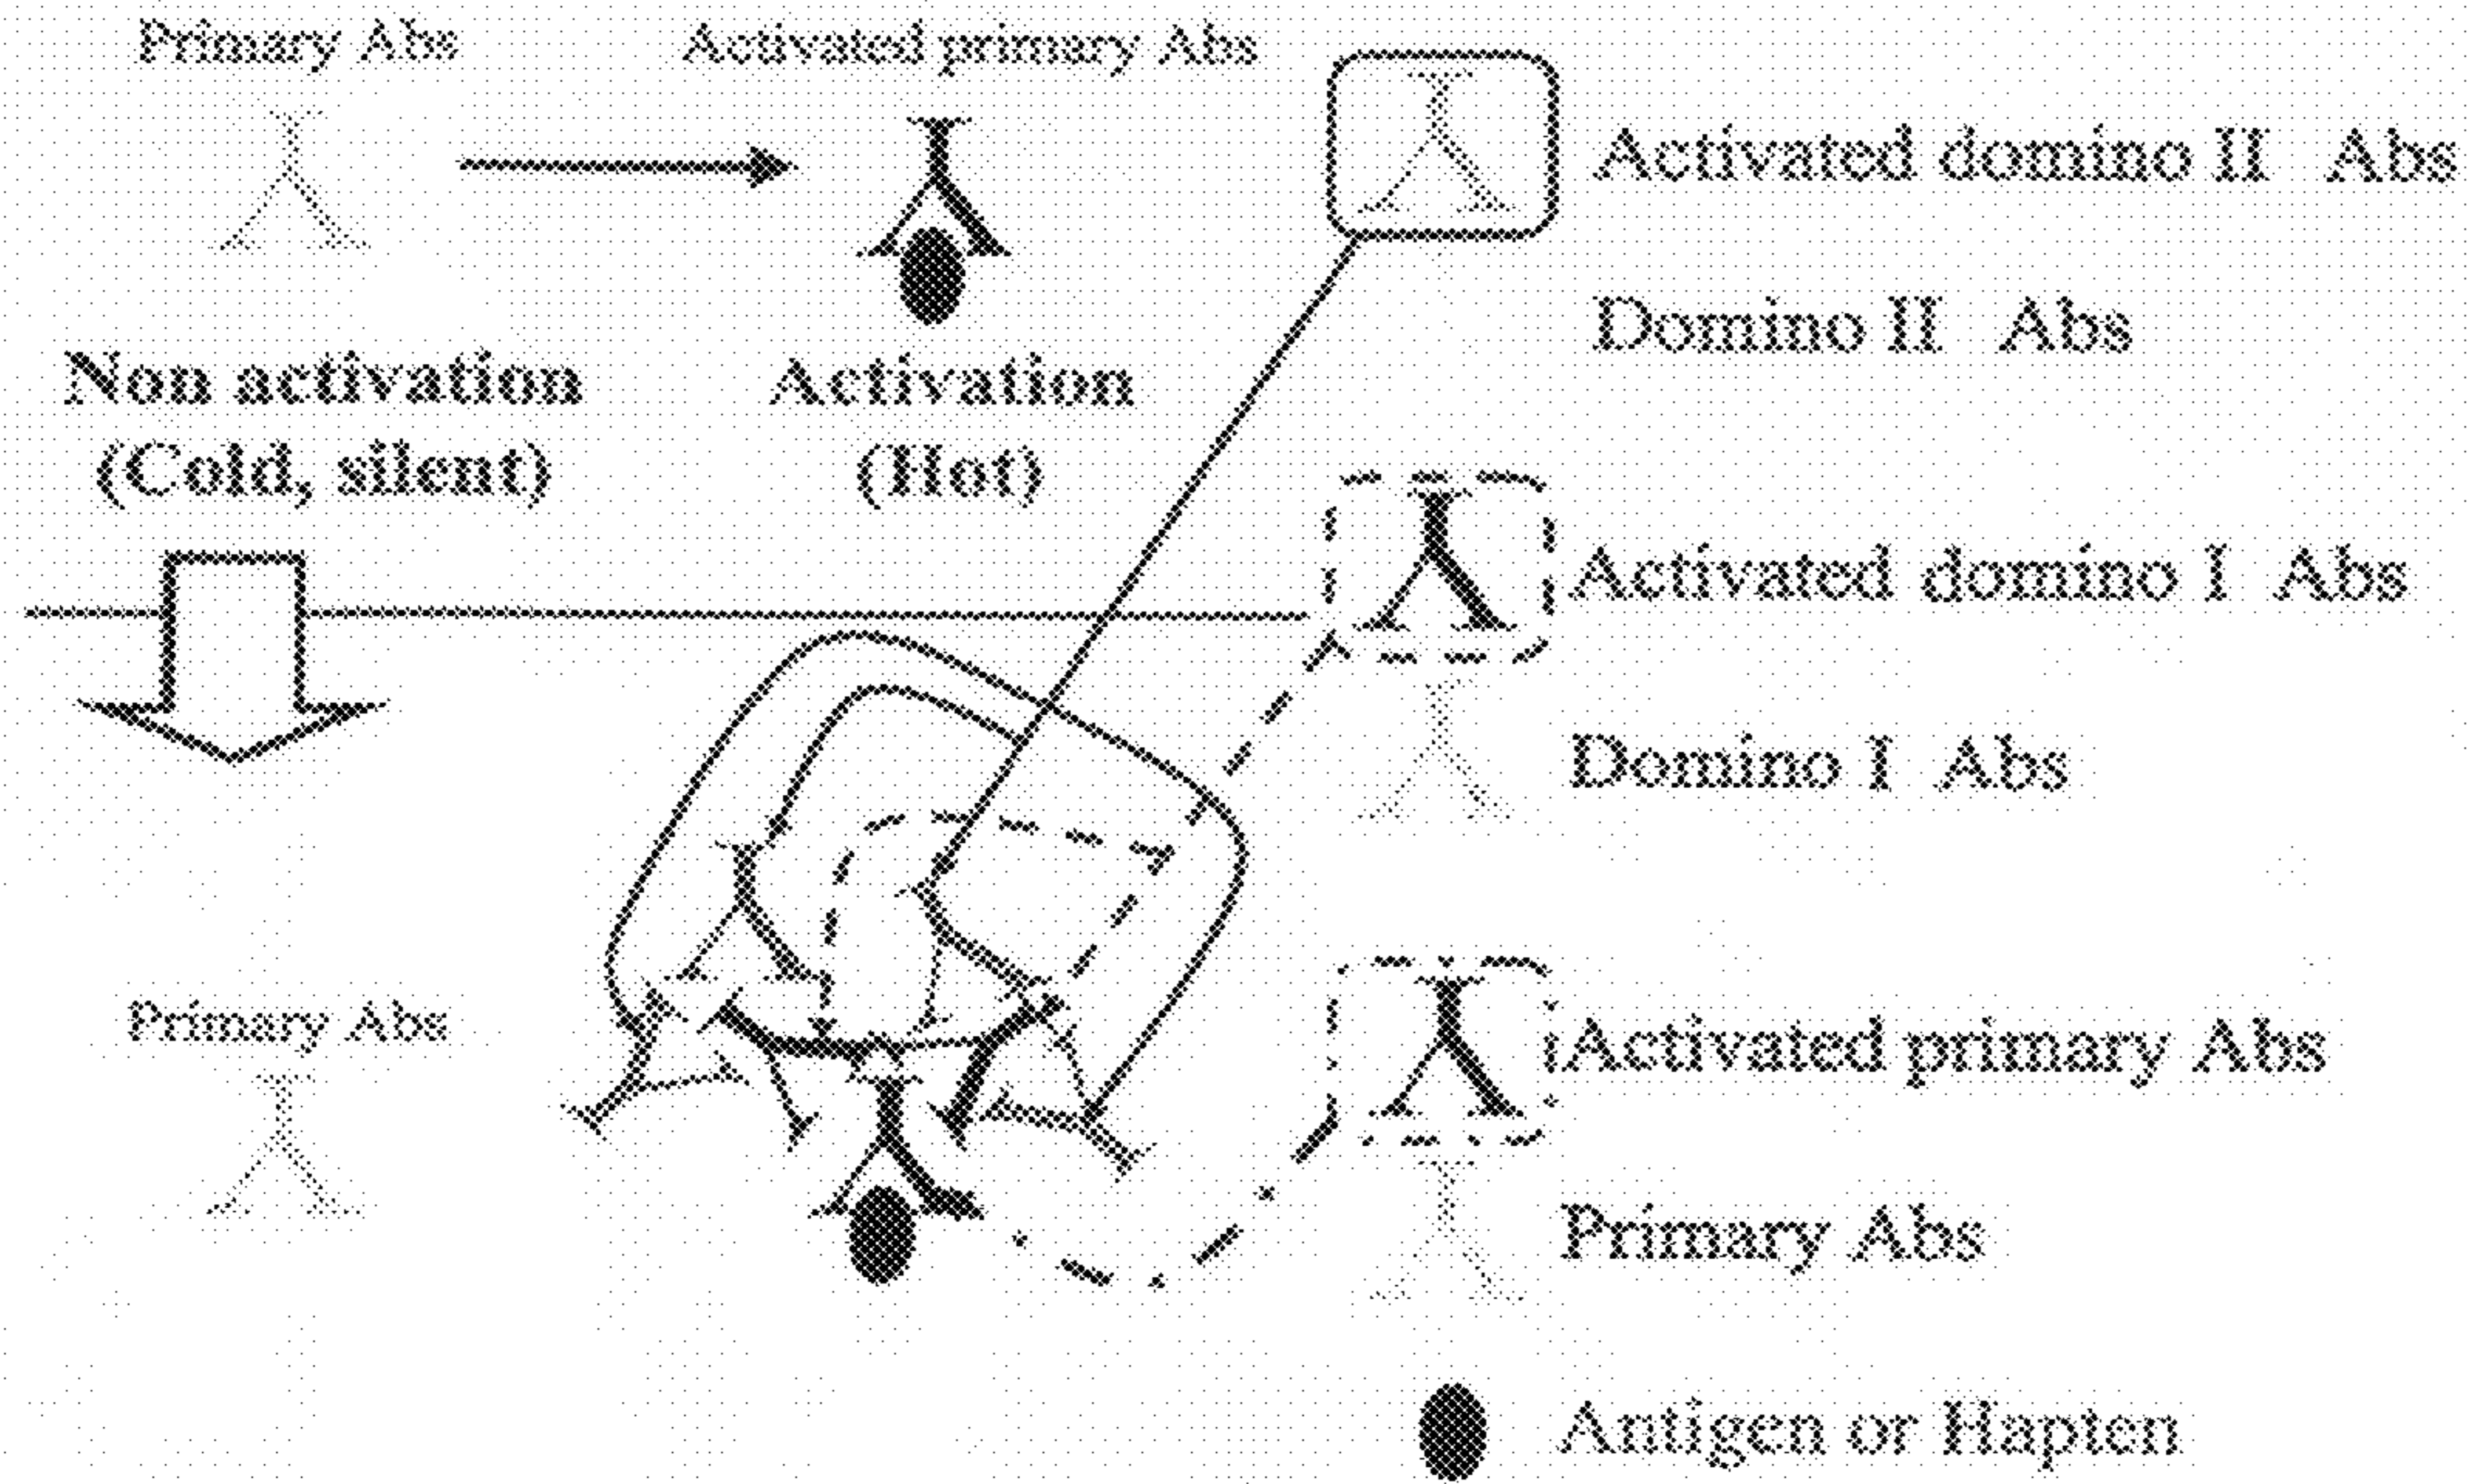 Primary Abs
Activated primary Abs
Non activation
(Cold, silent)
Activation
(Hot)
Activated domino II Abs
Domino II Abs
Activated domino I Abs
Domino I Abs
Primary Abs
Activated primary Abs
Primary Abs
Antigen or Hapten